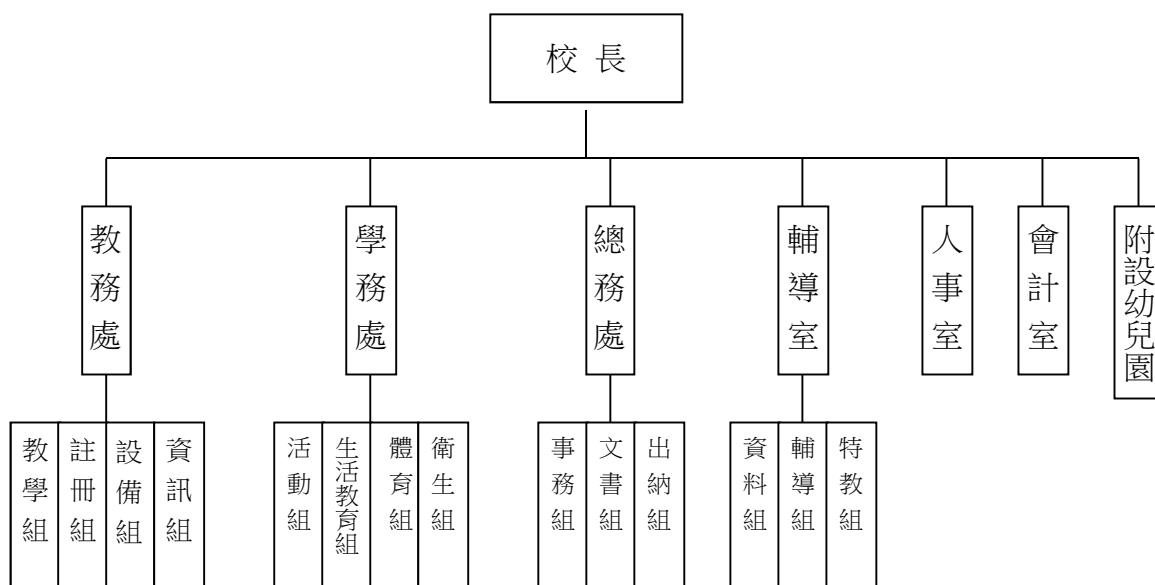 校長
教務處
學務處
總務處
輔導室
人事室
會計室
附設幼兒園
教學組
註冊組
設備組
資訊組
活動組
生活教育組
體育組
衛生組
事務組
文書組
出納組
資料組
輔導組
特教組